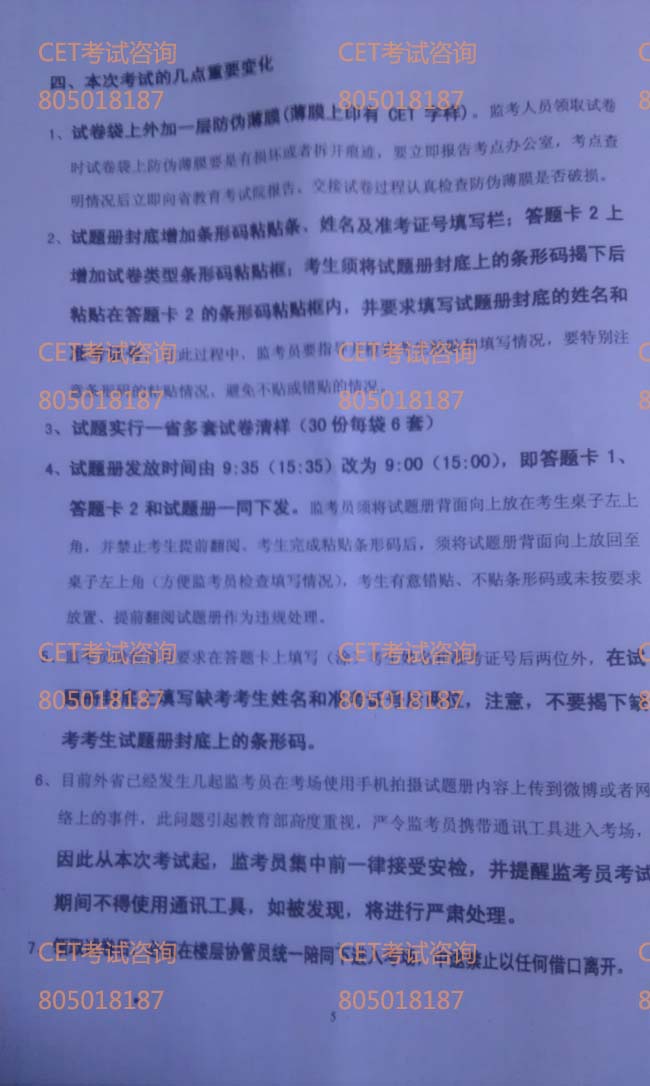 CET考试咨询 CET考试咨询
四、本次考试的几点重要变化
805018187 805018187
1、试卷袋上外加一层防伪薄膜(薄膜上印有 CET 字样)。监考人员领取试卷
时试卷袋上防伪薄膜要是有损坏或者拆开痕迹，要立即报告考点办公室，考点查
明情况后立即向省教育考试院报告。交接试卷过程认真检查防伪薄膜是否破损。
2、试题册封底增加条形码粘贴条、姓名及准考证号填写栏；答题卡 2 上
增加试卷类型条形码粘贴框；考生须将试题册封底上的条形码揭下后
粘贴在答题卡 2 的条形码粘贴框内，并要求填写试题册封底的姓名和
CET考试咨询 CET考试咨询
此过程中，监考员要指 填写情况，要特别注
805018187 805018187
意条形码的粘贴情况，避免不贴或错贴的情况。
3、试题实行一省多套试卷清样（30 份每袋 6 套）
4、试题册发放时间由 9:35（15:35）改为 9:00（15:00），即答题卡 1、
答题卡 2 和试题册一同下发。监考员须将试题册背面向上放在考生桌子左上
角，并禁止考生提前翻阅。考生完成粘贴条形码后，须将试题册背面向上放回至
桌子左上角（方便监考员检查填写情况），考生有意错贴、不贴条形码或未按要求
放置、提前翻阅试题册作为违规处理。
CET考试咨询 CET考试咨询
5、 要求在答题卡上填写 考证号后两位外，在试
805018187 805018187
填写缺考考生姓名和准 ，注意，不要揭下缺
考考生试题册封底上的条形码。
6、目前外省已经发生几起监考员在考场使用手机拍摄试题册内容上传到微博或者网
络上的事件，此问题引起教育部高度重视，严令监考员携带通讯工具进入考场，
因此从本次考试起，监考员集中前一律接受安检，并提醒监考员考试
期间不得使用通讯工具，如被发现，将进行严肃处理。
CET考试咨询 CET考试咨询
7、 在楼层协管员统一陪同下进入考场，中途禁止以任何借口离开。
805018187 805018187
5